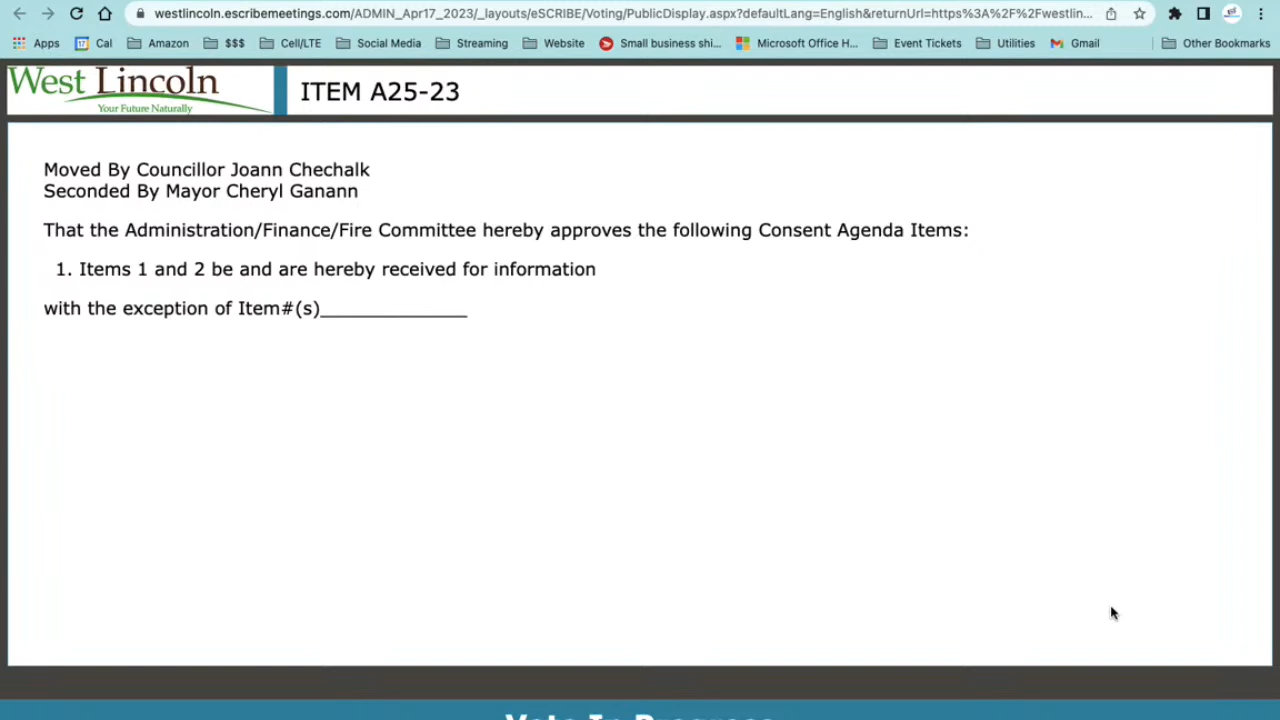 westlincoln.escribemeetings.com/ADMIN_Apr17_2023/_layouts/eSCRIBE/Voting/PublicDisplay.aspx?defaultLang=English&returnUrl=https%3A%2F%2Fwestlin...
Apps 17 Cal Amazon $$$ Cell/LTE Social Media Streaming Website Small business shi... Microsoft Office H... Event Tickets Utilities Gmail Other Bookmarks
West Lincoln
Your Future Naturally
ITEM A25-23
Moved By Councillor Joann Chechalk
Seconded By Mayor Cheryl Ganann
That the Administration/Finance/Fire Committee hereby approves the following Consent Agenda Items:
1. Items 1 and 2 be and are hereby received for information
with the exception of Item#(s)______________
Vote In Progress